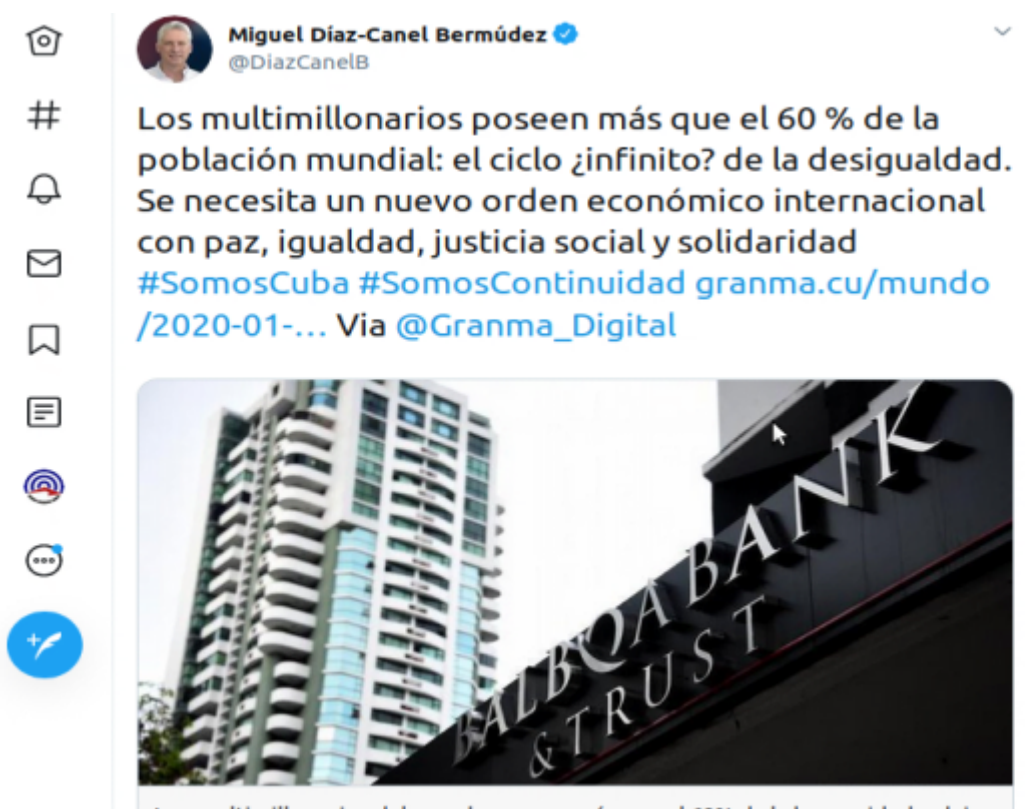 Miguel Díaz-Canel Bermúdez
@DiazCanelB
Los multimillonarios poseen más que el 60 % de la
población mundial: el ciclo ¿infinito? de la desigualdad.
Se necesita un nuevo orden económico internacional
con paz, igualdad, justicia social y solidaridad
#SomosCuba #SomosContinuidad granma.cu/mundo
/2020-01-... Via @Granma_Digital
BALBOA BANK
& TRUST